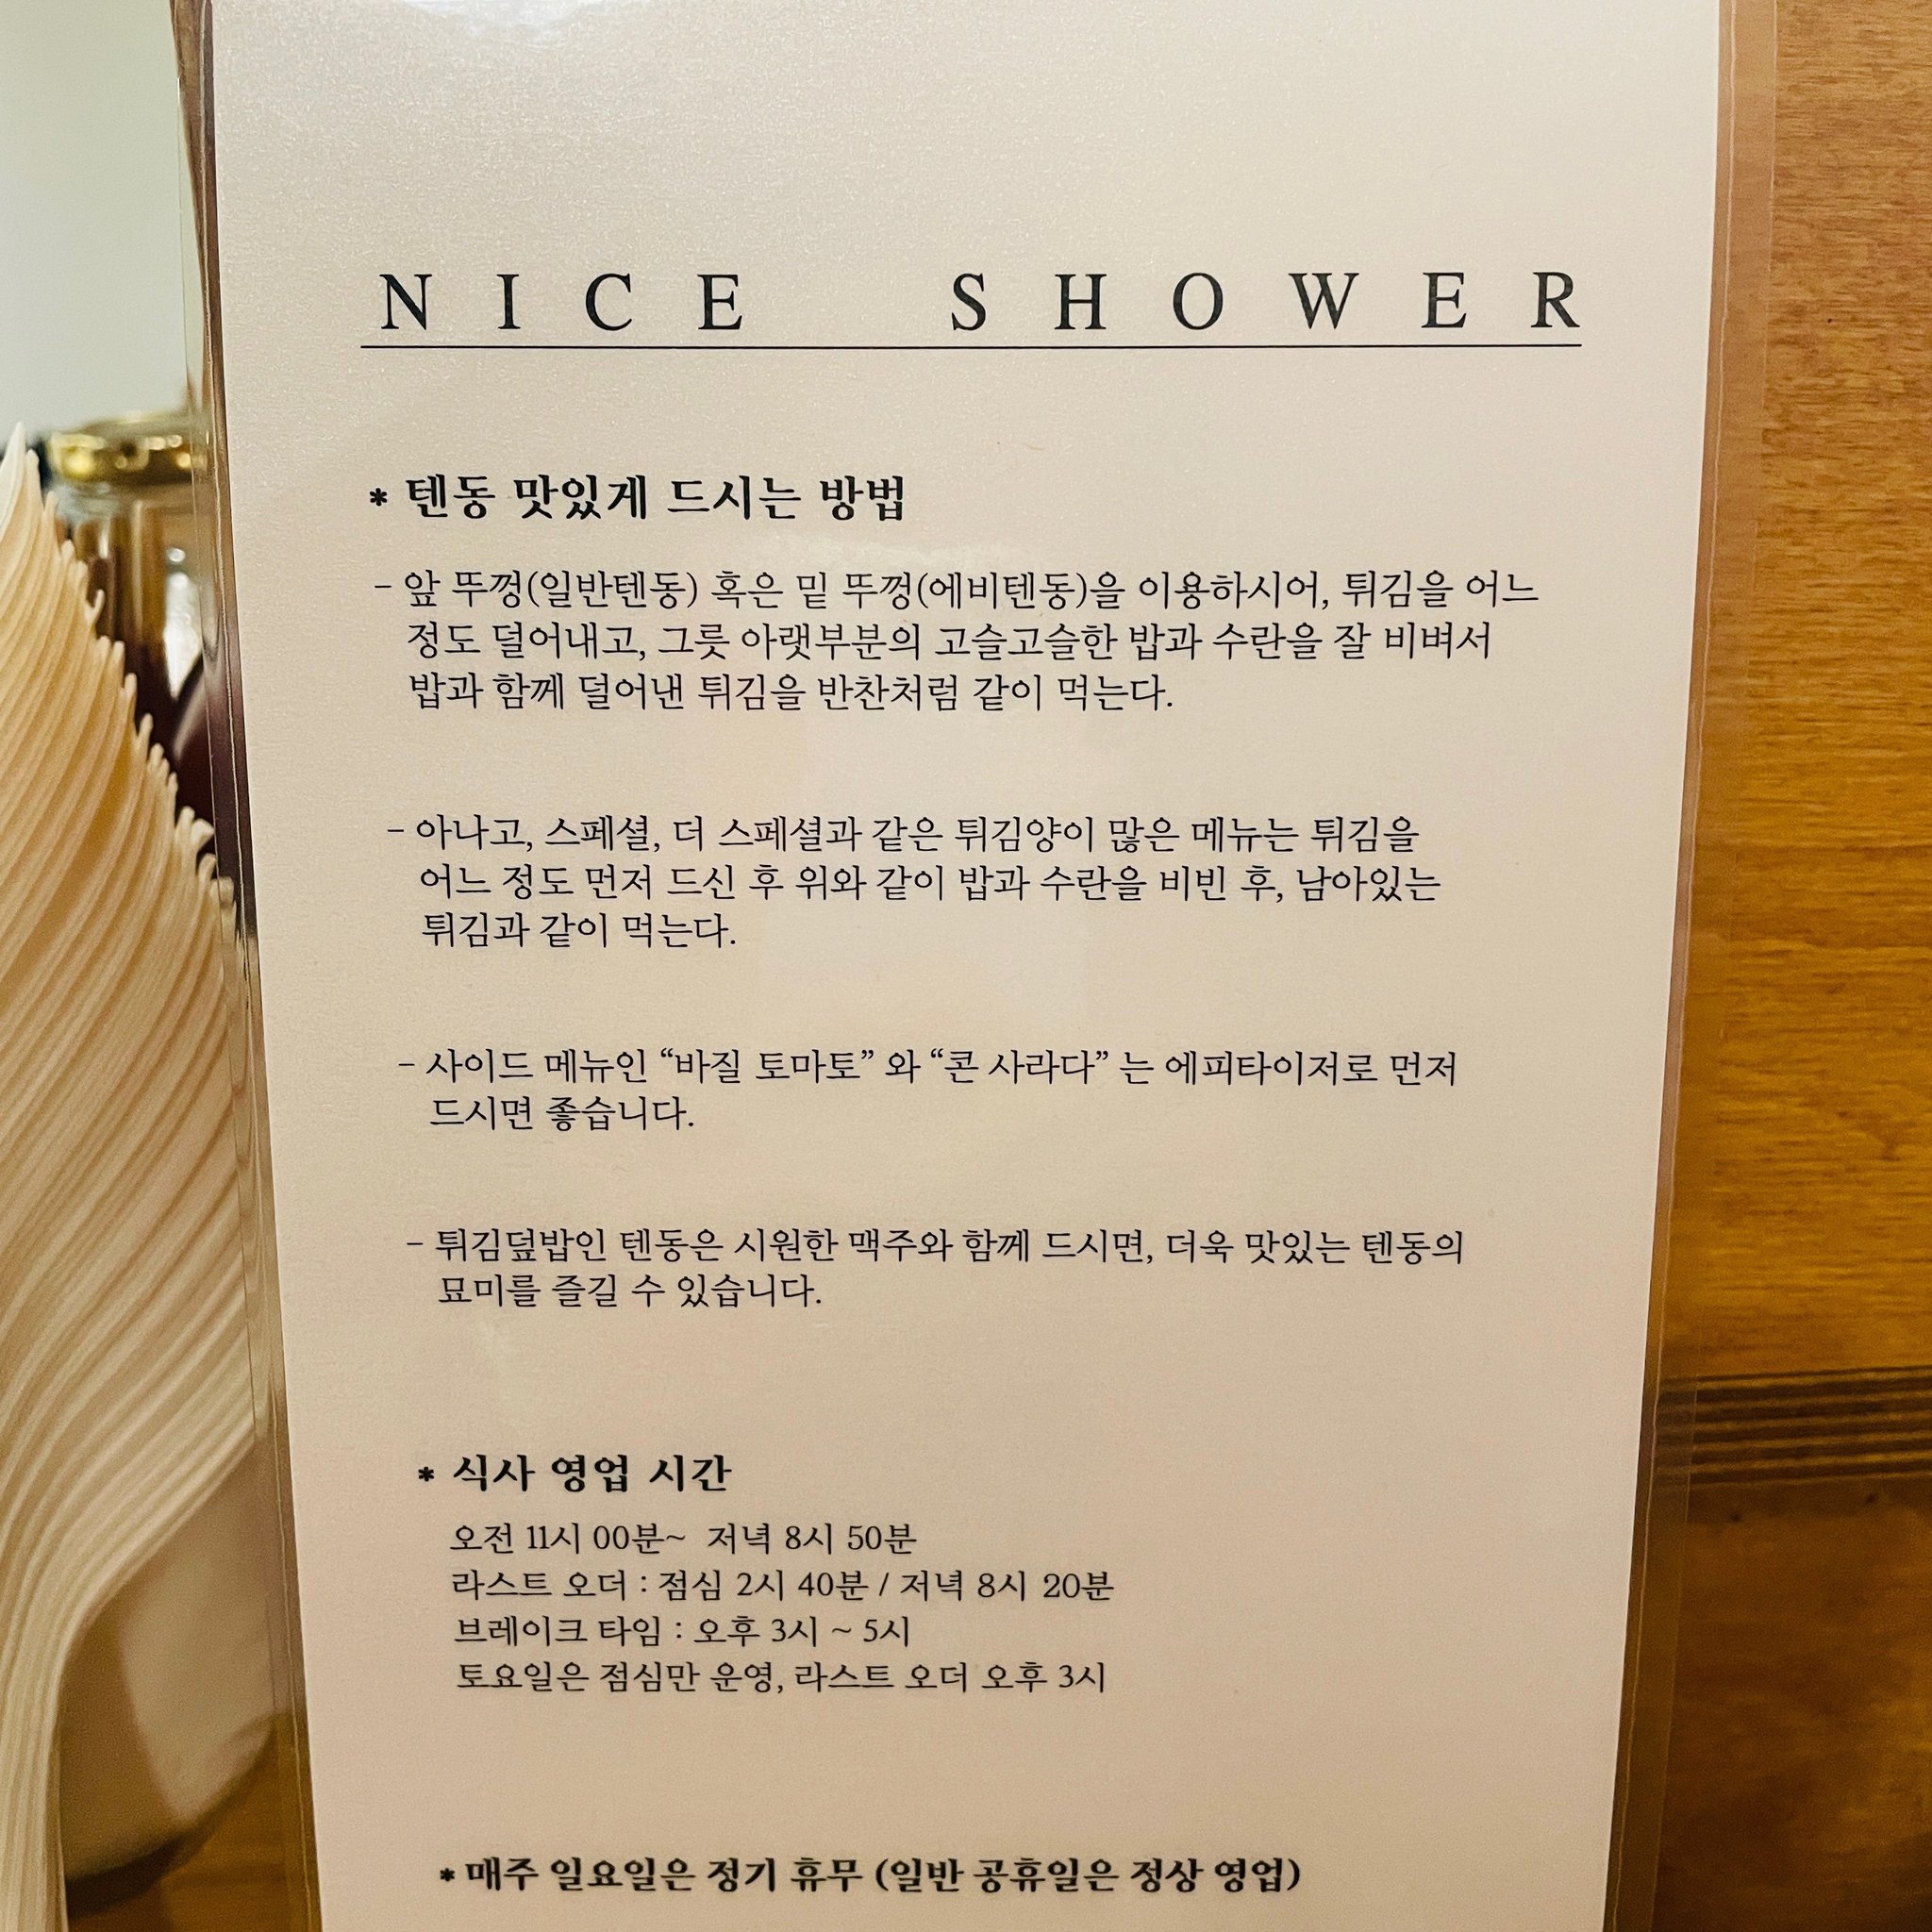 NICE SHOWER
* 텐동 맛있게 드시는 방법
- 앞 뚜껑(일반텐동) 혹은 밑 뚜껑(에비텐동)을 이용하시어, 튀김을 어느
정도 덜어내고, 그릇 아랫부분의 고슬고슬한 밥과 수란을 잘 비벼서
밥과 함께 덜어낸 튀김을 반찬처럼 같이 먹는다.
- 아나고, 스페셜, 더 스페셜과 같은 튀김양이 많은 메뉴는 튀김을
어느 정도 먼저 드신 후 위와 같이 밥과 수란을 비빈 후, 남아있는
튀김과 같이 먹는다.
- 사이드 메뉴인 “바질 토마토” 와 “콘 사라다” 는 에피타이저로 먼저
드시면 좋습니다.
- 튀김덮밥인 텐동은 시원한 맥주와 함께 드시면, 더욱 맛있는 텐동의
묘미를 즐길 수 있습니다.
* 식사 영업 시간
오전 11시 00분~ 저녁 8시 50분
라스트 오더 : 점심 2시 40분 / 저녁 8시 20분
브레이크 타임 : 오후 3시 ~ 5시
토요일은 점심만 운영, 라스트 오더 오후 3시
* 매주 일요일은 정기 휴무 (일반 공휴일은 정상 영업)